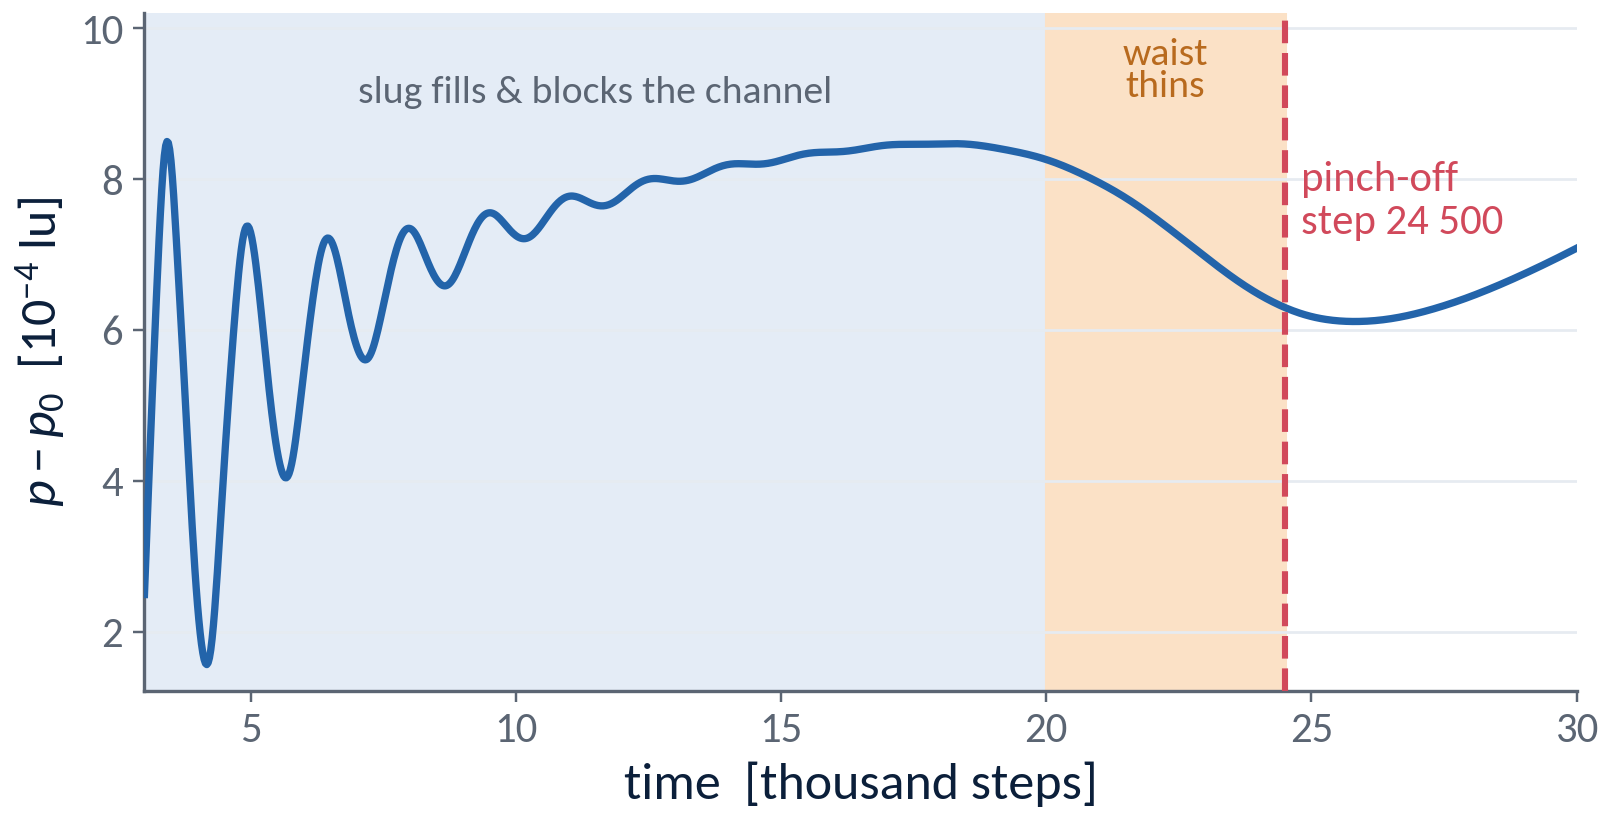 10
8
6
4
2
p − p₀ [10⁻⁴ lu]
slug fills & blocks the channel
waist
thins
pinch-off
step 24 500
5 10 15 20 25 30
time [thousand steps]